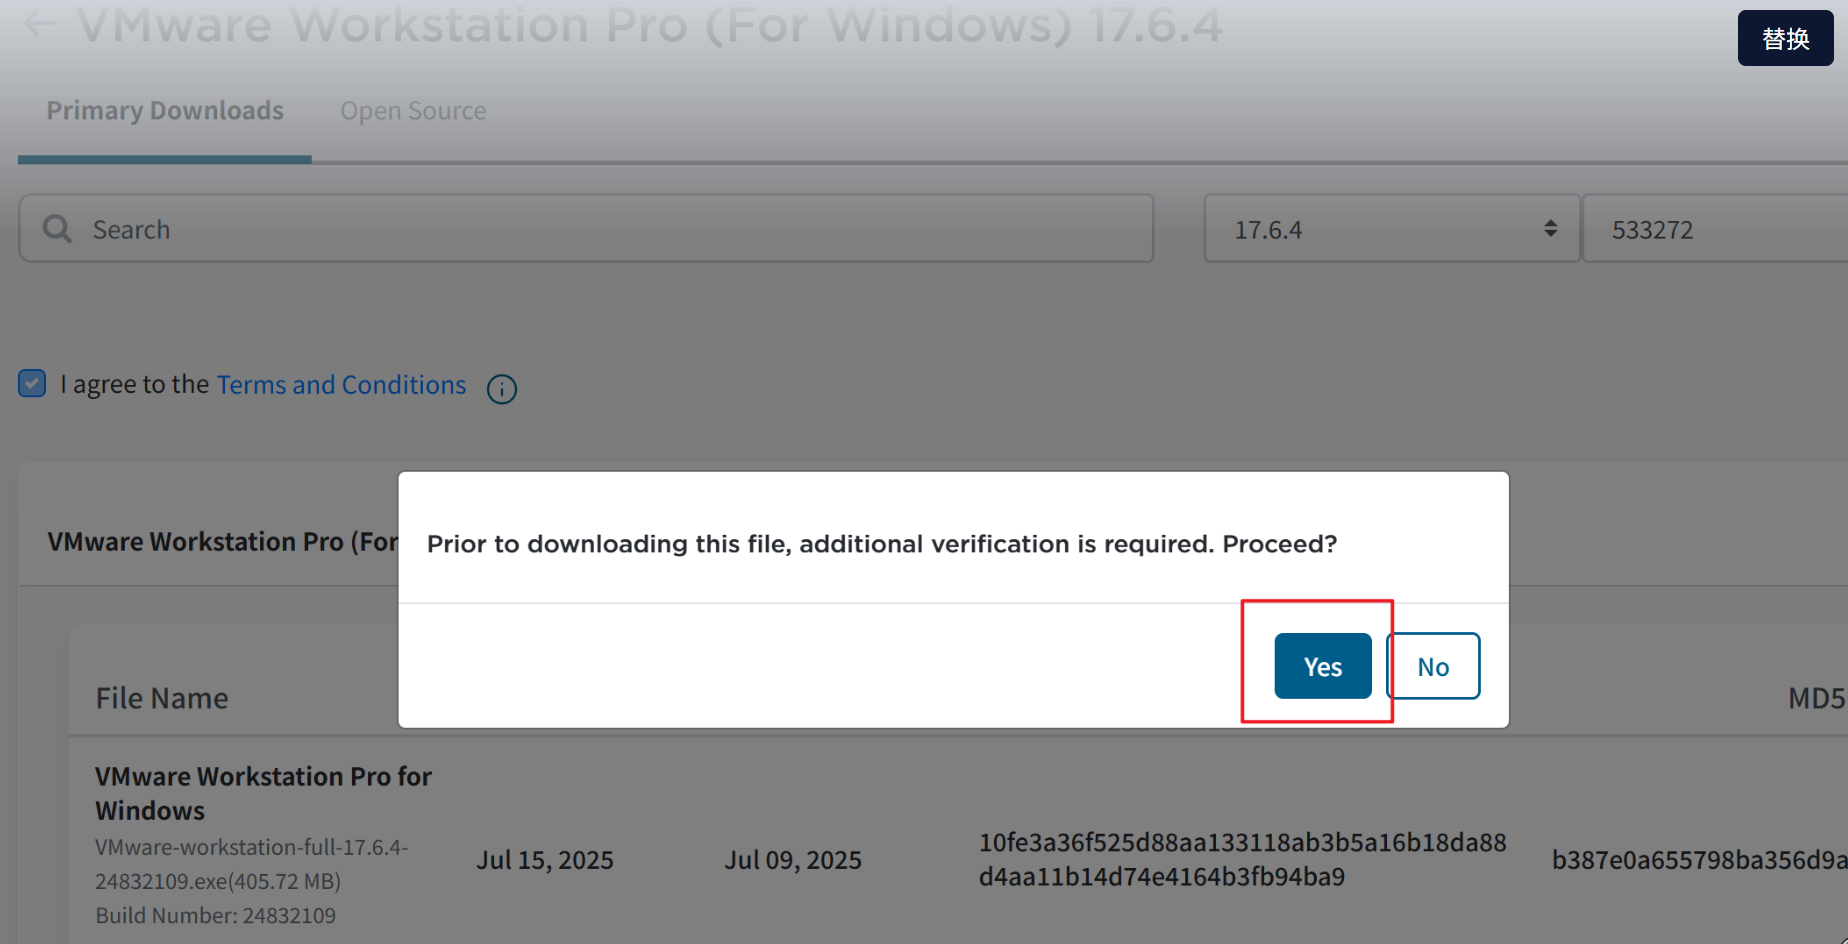 ← VMware Workstation Pro (For Windows) 17.6.4
替换
Primary Downloads
Open Source
Search
17.6.4
533272
I agree to the Terms and Conditions
VMware Workstation Pro (For
Prior to downloading this file, additional verification is required. Proceed?
Yes
No
File Name
MD5
VMware Workstation Pro for
Windows
VMware-workstation-full-17.6.4-
24832109.exe(405.72 MB)
Build Number: 24832109
Jul 15, 2025
Jul 09, 2025
10fe3a36f525d88aa133118ab3b5a16b18da88
d4aa11b14d74e4164b3fb94ba9
b387e0a655798ba356d9a